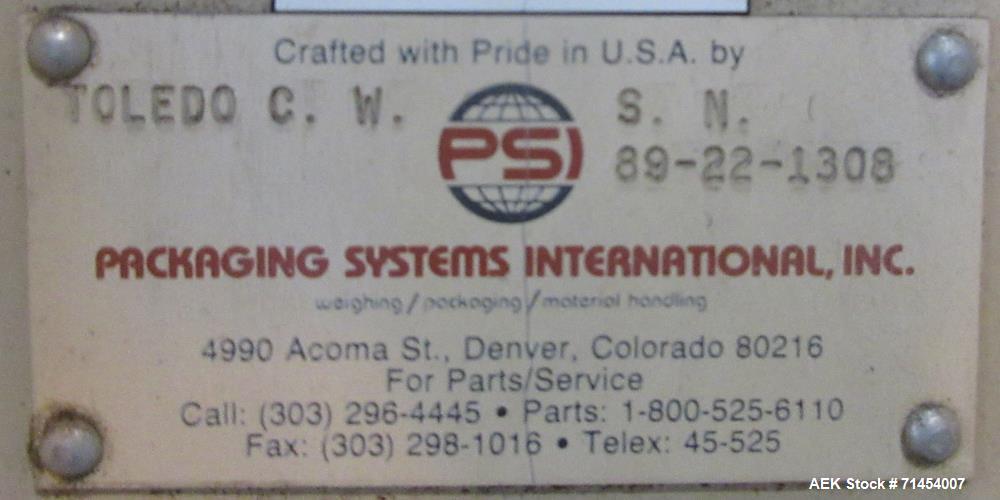 Crafted with Pride in U.S.A. by
TOLEDO C. W.
PSI
S. N.
89-22-1308
PACKAGING SYSTEMS INTERNATIONAL, INC.
weighing/packaging/material handling
4990 Acoma St., Denver, Colorado 80216
For Parts/Service
Call: (303) 296-4445 • Parts: 1-800-525-6110
Fax: (303) 298-1016 • Telex: 45-525
AEK Stock # 71454007